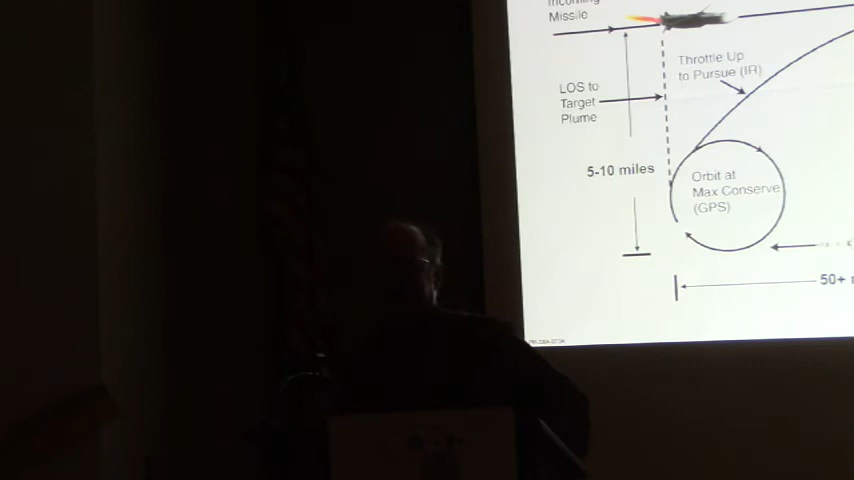 Incoming
Missile
Throttle Up
to Pursue (IR)
LOS to
Target
Plume
5-10 miles
Orbit at
Max Conserve
(GPS)
50+